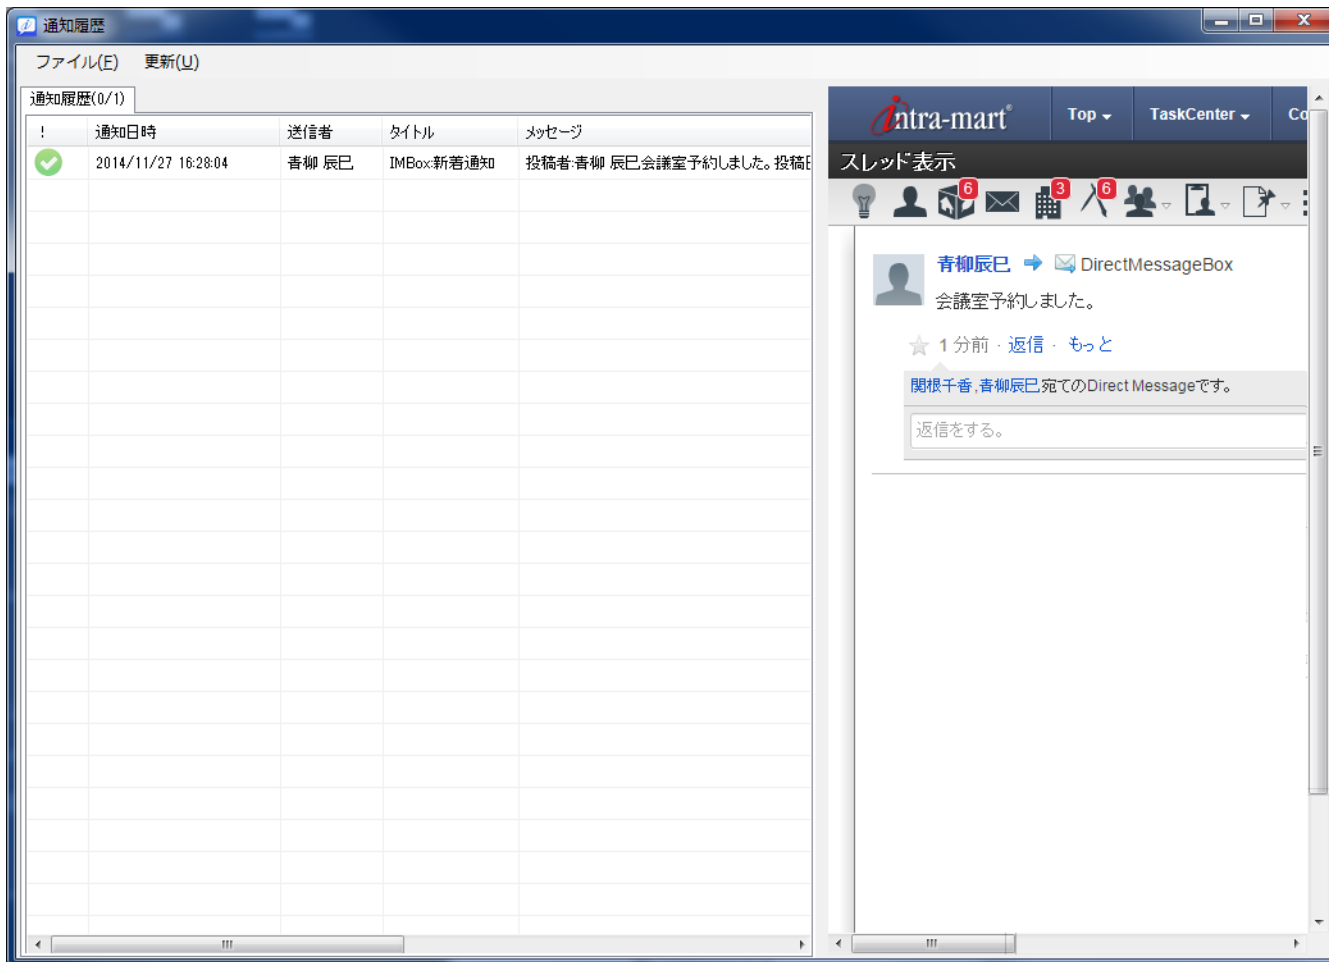 通知履歴
ファイル(F) 更新(U)
通知履歴(0/1)
! 通知日時 送信者 タイトル メッセージ
2014/11/27 16:28:04 青柳 辰巳 IMBox:新着通知 投稿者:青柳 辰巳会議室予約しました。投稿日
intra-mart® Top TaskCenter Co
スレッド表示
6 3 6
青柳辰巳 DirectMessageBox
会議室予約しました。
1 分前 · 返信 · もっと
関根千香,青柳辰巳宛てのDirect Messageです。
返信をする。